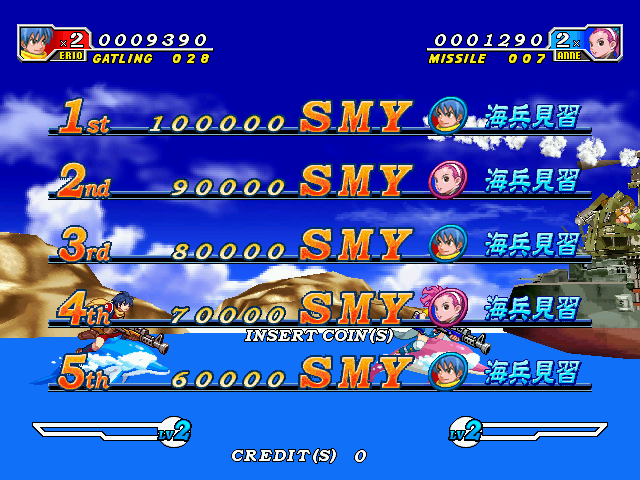 ×2 0009390
ERIO GATLING 028
0001290 2×
MISSILE 007 ANNE
1st 100000 SMY 海兵見習
2nd 90000 SMY 海兵見習
3rd 80000 SMY 海兵見習
4th 70000 SMY 海兵見習
INSERT COIN(S)
5th 60000 SMY 海兵見習
LV2 LV2
CREDIT(S) 0